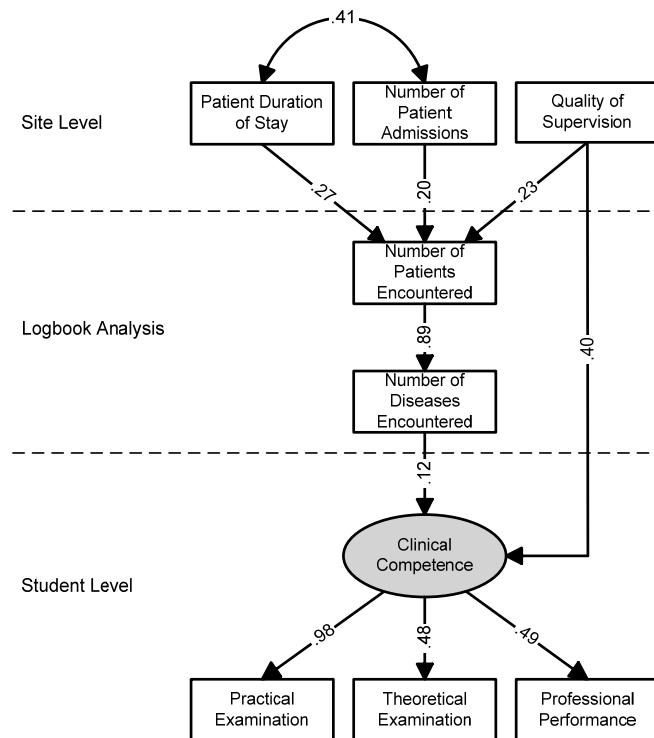 .41
Site Level
Patient Duration
of Stay
Number of
Patient
Admissions
Quality of
Supervision
.27
.20
.23
Logbook Analysis
Number of
Patients
Encountered
.89
.40
Number of
Diseases
Encountered
.12
Student Level
Clinical
Competence
.98
.48
.49
Practical
Examination
Theoretical
Examination
Professional
Performance